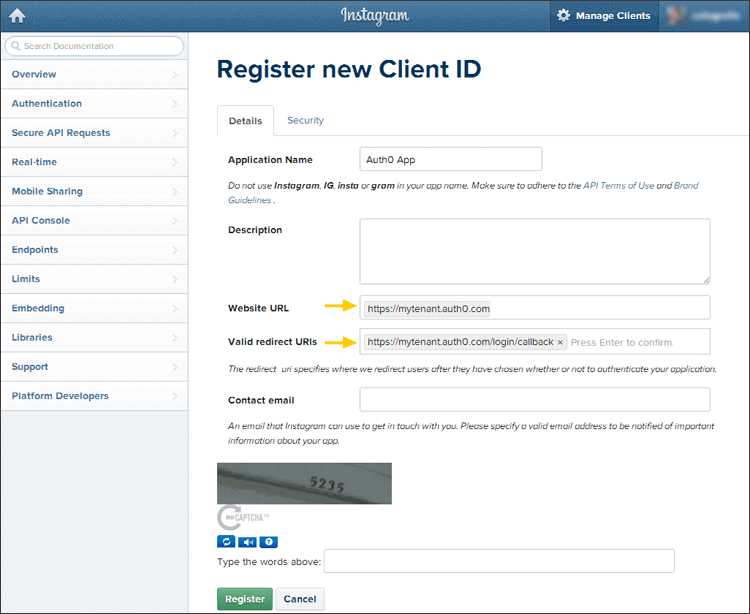 Instagram
Manage Clients
Search Documentation
Overview
Authentication
Secure API Requests
Real-time
Mobile Sharing
API Console
Endpoints
Limits
Embedding
Libraries
Support
Platform Developers
Register new Client ID
Details Security
Application Name Auth0 App
Do not use Instagram, IG, insta or gram in your app name. Make sure to adhere to the API Terms of Use and Brand
Guidelines .
Description
Website URL https://mytenant.auth0.com
Valid redirect URIs https://mytenant.auth0.com/login/callback × Press Enter to confirm.
The redirect_uri specifies where we redirect users after they have chosen whether or not to authenticate your application.
Contact email
An email that Instagram can use to get in touch with you. Please specify a valid email address to be notified of important
information about your app.
5235
reCAPTCHA™
Type the words above:
Register Cancel